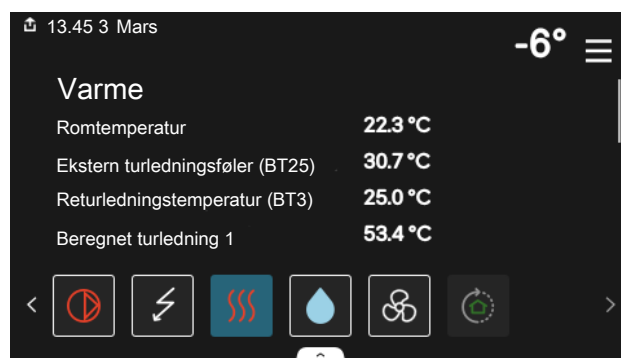 13.45 3 Mars
-6°
Varme
Romtemperatur 22.3 °C
Ekstern turledningsføler (BT25) 30.7 °C
Returledningstemperatur (BT3) 25.0 °C
Beregnet turledning 1 53.4 °C